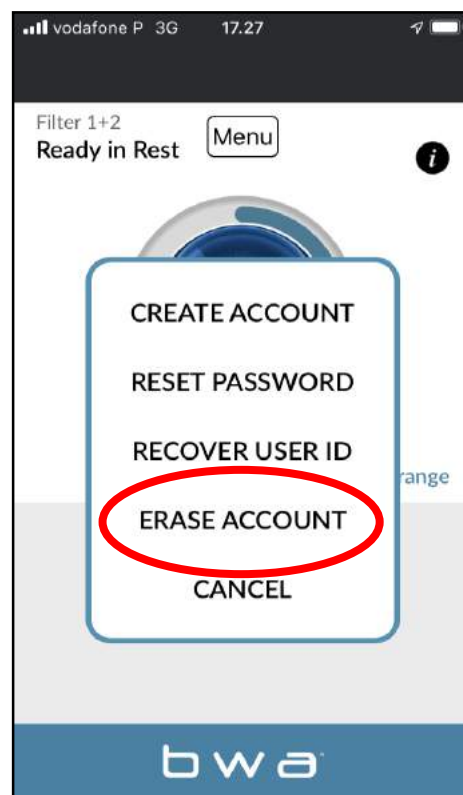 vodafone P 3G 17.27
Filter 1+2
Ready in Rest
Menu
i
CREATE ACCOUNT
RESET PASSWORD
RECOVER USER ID
range
ERASE ACCOUNT
CANCEL
bwa